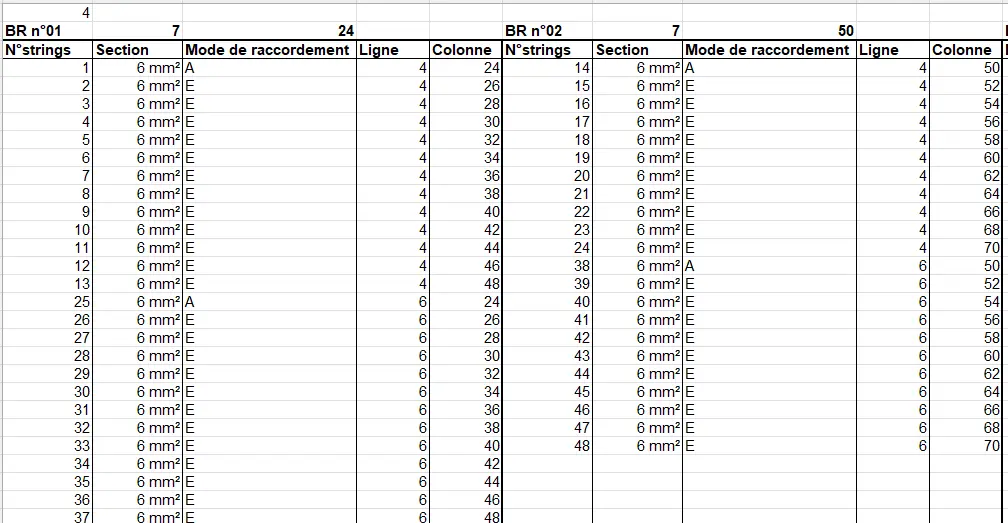 4
BR n°01 7 24 BR n°02 7 50
N°strings Section Mode de raccordement Ligne Colonne N°strings Section Mode de raccordement Ligne Colonne
1 6 mm² A 4 24 14 6 mm² A 4 50
2 6 mm² E 4 26 15 6 mm² E 4 52
3 6 mm² E 4 28 16 6 mm² E 4 54
4 6 mm² E 4 30 17 6 mm² E 4 56
5 6 mm² E 4 32 18 6 mm² E 4 58
6 6 mm² E 4 34 19 6 mm² E 4 60
7 6 mm² E 4 36 20 6 mm² E 4 62
8 6 mm² E 4 38 21 6 mm² E 4 64
9 6 mm² E 4 40 22 6 mm² E 4 66
10 6 mm² E 4 42 23 6 mm² E 4 68
11 6 mm² E 4 44 24 6 mm² E 4 70
12 6 mm² E 4 46 38 6 mm² A 6 50
13 6 mm² E 4 48 39 6 mm² E 6 52
25 6 mm² A 6 24 40 6 mm² E 6 54
26 6 mm² E 6 26 41 6 mm² E 6 56
27 6 mm² E 6 28 42 6 mm² E 6 58
28 6 mm² E 6 30 43 6 mm² E 6 60
29 6 mm² E 6 32 44 6 mm² E 6 62
30 6 mm² E 6 34 45 6 mm² E 6 64
31 6 mm² E 6 36 46 6 mm² E 6 66
32 6 mm² E 6 38 47 6 mm² E 6 68
33 6 mm² E 6 40 48 6 mm² E 6 70
34 6 mm² E 6 42
35 6 mm² E 6 44
36 6 mm² E 6 46
37 6 mm² E 6 48